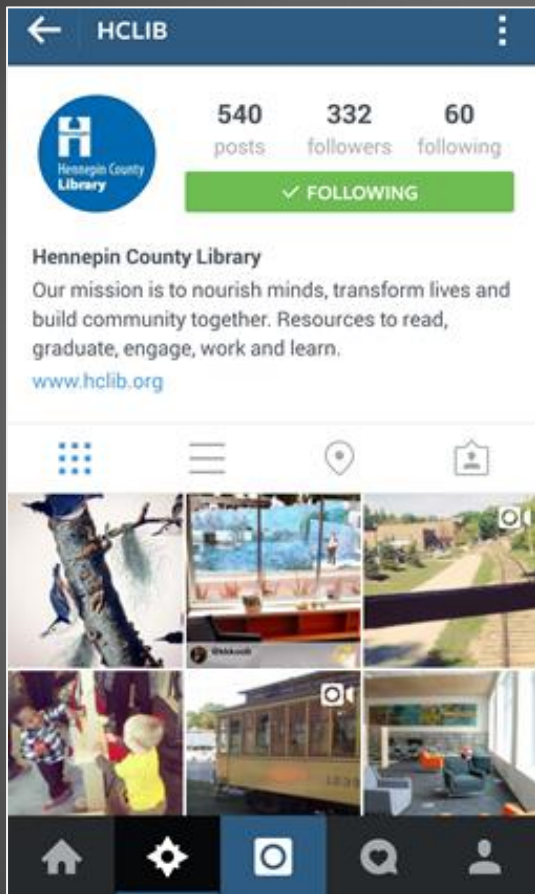 HCLIB
540 332 60
posts followers following
✓ FOLLOWING
H
Hennepin County
Library
Hennepin County Library
Our mission is to nourish minds, transform lives and
build community together. Resources to read,
graduate, engage, work and learn.
www.hclib.org